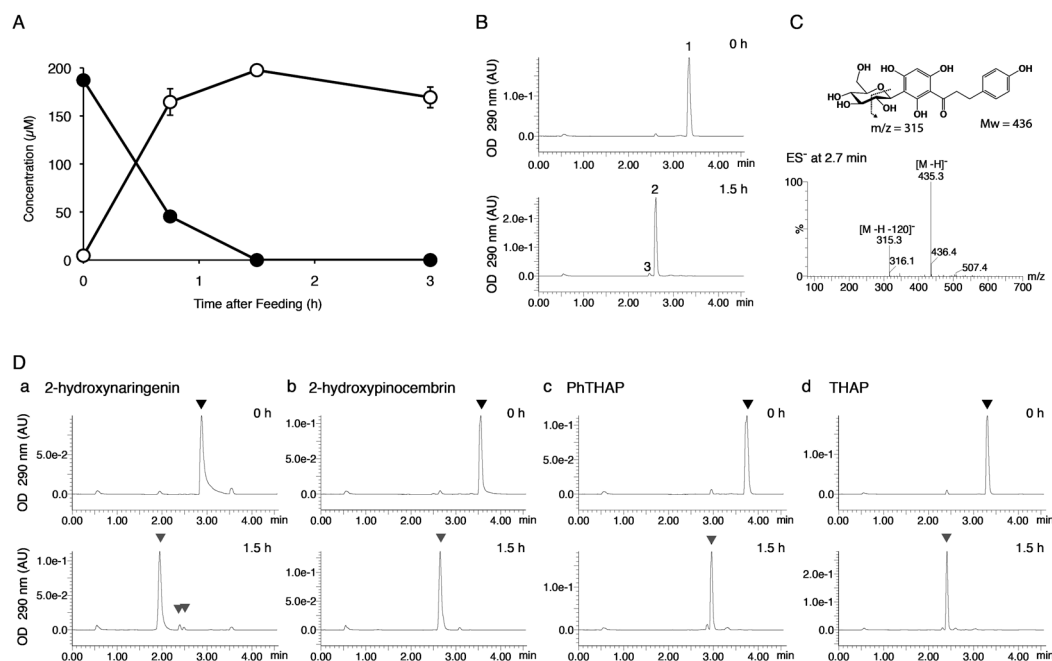 A
200
150
100
50
0
Concentration (µM)
1
2
3
Time after Feeding (h)
B
OD 290 nm (AU)
1
0 h
1.0e-1
0.0
0.00 1.00 2.00 3.00 4.00 min
OD 290 nm (AU)
2
1.5 h
2.0e-1
1.0e-1
3
0.0
0.00 1.00 2.00 3.00 4.00 min
C
OH
HO
O
HO
OH
HO
OH
OH
O
OH
m/z = 315
Mw = 436
ES⁻ at 2.7 min
[M -H]⁻
435.3
100
%
0
[M -H -120]⁻
315.3
316.1
436.4
507.4
m/z
100 200 300 400 500 600 700
D
a 2-hydroxynaringenin
0 h
OD 290 nm (AU)
5.0e-2
0.0
0.00 1.00 2.00 3.00 4.00 min
1.5 h
OD 290 nm (AU)
1.0e-1
5.0e-2
0.0
0.00 1.00 2.00 3.00 4.00 min
b 2-hydroxypinocembrin
0 h
1.0e-1
5.0e-2
0.0
0.00 1.00 2.00 3.00 4.00 min
1.5 h
1.0e-1
0.0
0.00 1.00 2.00 3.00 4.00 min
c PhTHAP
0 h
1.0e-1
5.0e-2
0.0
0.00 1.00 2.00 3.00 4.00 min
1.5 h
1.0e-1
0.0
0.00 1.00 2.00 3.00 4.00 min
d THAP
0 h
1.0e-1
0.0
0.00 1.00 2.00 3.00 4.00 min
1.5 h
2.0e-1
1.0e-1
0.0
0.00 1.00 2.00 3.00 4.00 min